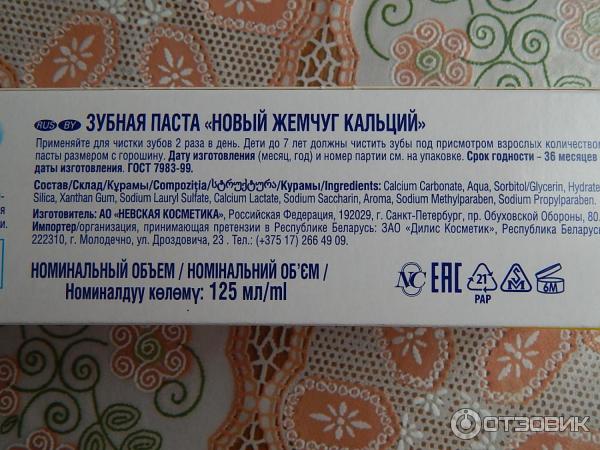 RUS BY ЗУБНАЯ ПАСТА «НОВЫЙ ЖЕМЧУГ КАЛЬЦИЙ»
Применяйте для чистки зубов 2 раза в день. Дети до 7 лет должны чистить зубы под присмотром взрослых количеством
пасты размером с горошину. Дату изготовления (месяц, год) и номер партии см. на упаковке. Срок годности - 36 месяцев
даты изготовления. ГОСТ 7983-99.
Состав/Склад/Құрамы/Compoziția/სტრუქტურა/Курамы/Ingredients: Calcium Carbonate, Aqua, Sorbitol/Glycerin, Hydrate
Silica, Xanthan Gum, Sodium Lauryl Sulfate, Calcium Lactate, Sodium Saccharin, Aroma, Sodium Methylparaben, Sodium Propylparaben.
Изготовитель: АО «НЕВСКАЯ КОСМЕТИКА», Российская Федерация, 192029, г. Санкт-Петербург, пр. Обуховской Обороны, 80.
Импортер/организация, принимающая претензии в Республике Беларусь: ЗАО «Дилис Косметик», Республика Беларусь
222310, г. Молодечно, ул. Дроздовича, 23 . Тел.: (+375 17) 266 49 09.
НОМИНАЛЬНЫЙ ОБЪЕМ / НОМІНАЛЬНИЙ ОБ'ЄМ /
Номиналдуу көлөмү: 125 мл/ml
НС EAC 21 PAP 6M
ОТЗОВИК